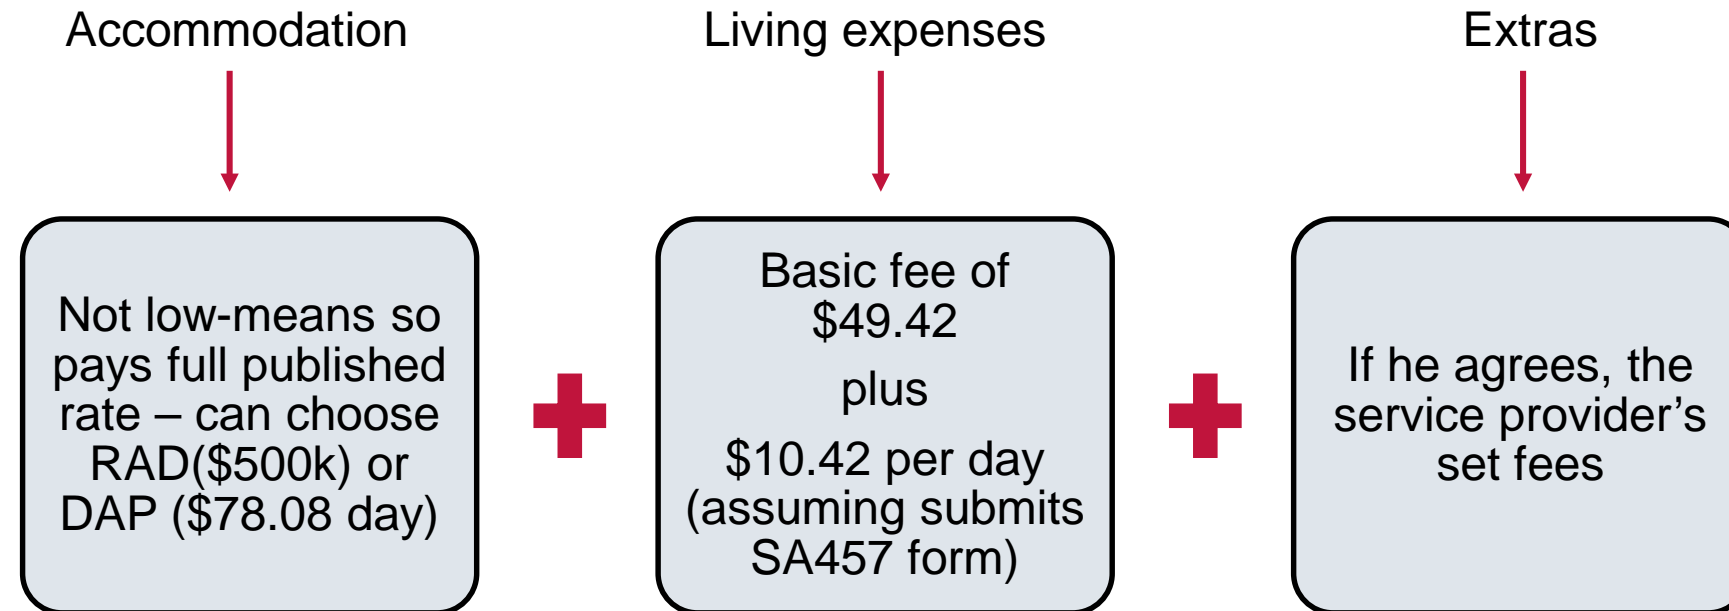 Accommodation
Living expenses
Extras
Not low-means so
pays full published
rate – can choose
RAD($500k) or
DAP ($78.08 day)
Basic fee of
$49.42
plus
$10.42 per day
(assuming submits
SA457 form)
If he agrees, the
service provider’s
set fees